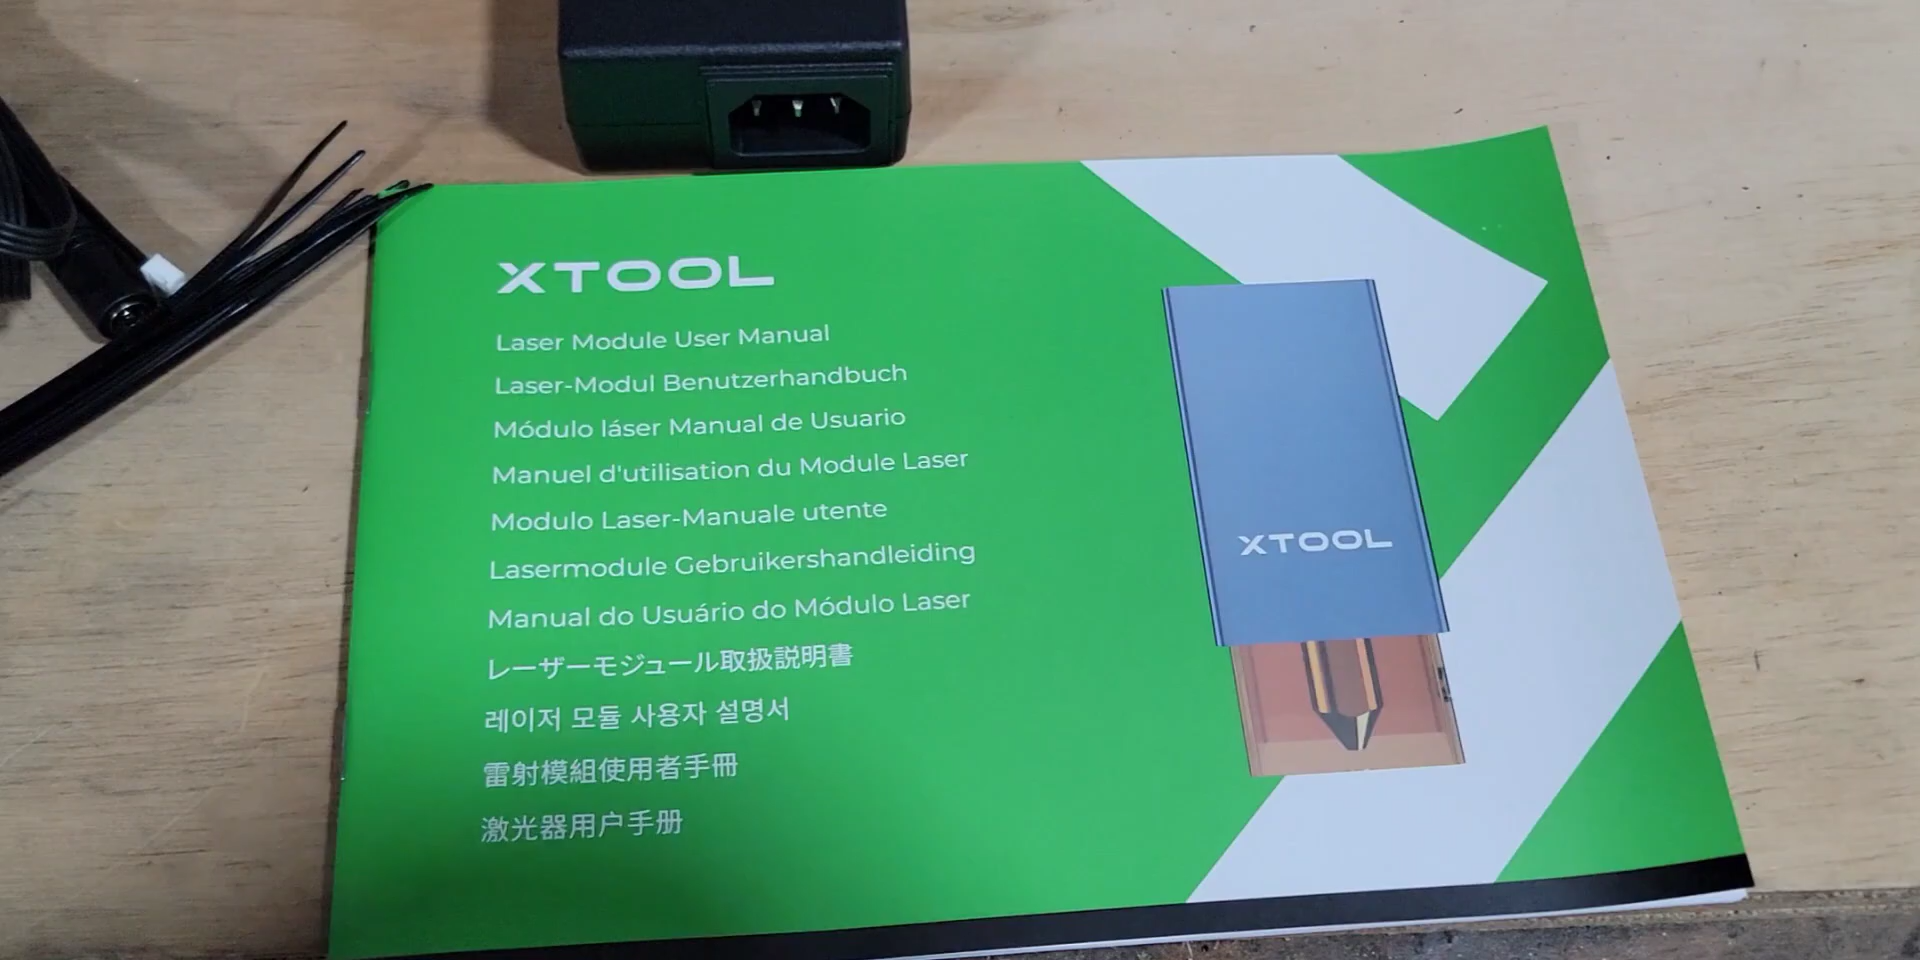 XTOOL
Laser Module User Manual
Laser-Modul Benutzerhandbuch
Módulo láser Manual de Usuario
Manuel d'utilisation du Module Laser
Modulo Laser-Manuale utente
Lasermodule Gebruikershandleiding
Manual do Usuário do Módulo Laser
レーザーモジュール取扱説明書
레이저 모듈 사용자 설명서
雷射模組使用者手冊
激光器用户手册
XTOOL